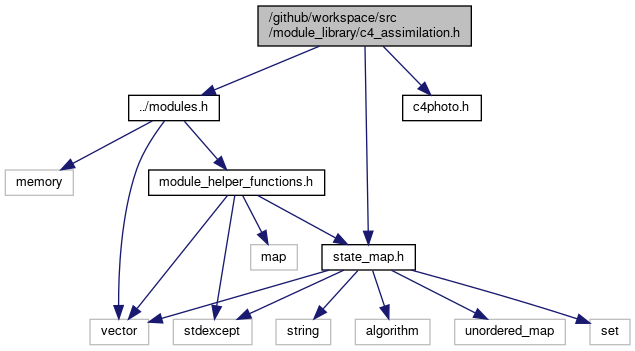 /github/workspace/src
/module_library/c4_assimilation.h
../modules.h
c4photo.h
memory
module_helper_functions.h
map
state_map.h
vector
stdexcept
string
algorithm
unordered_map
set